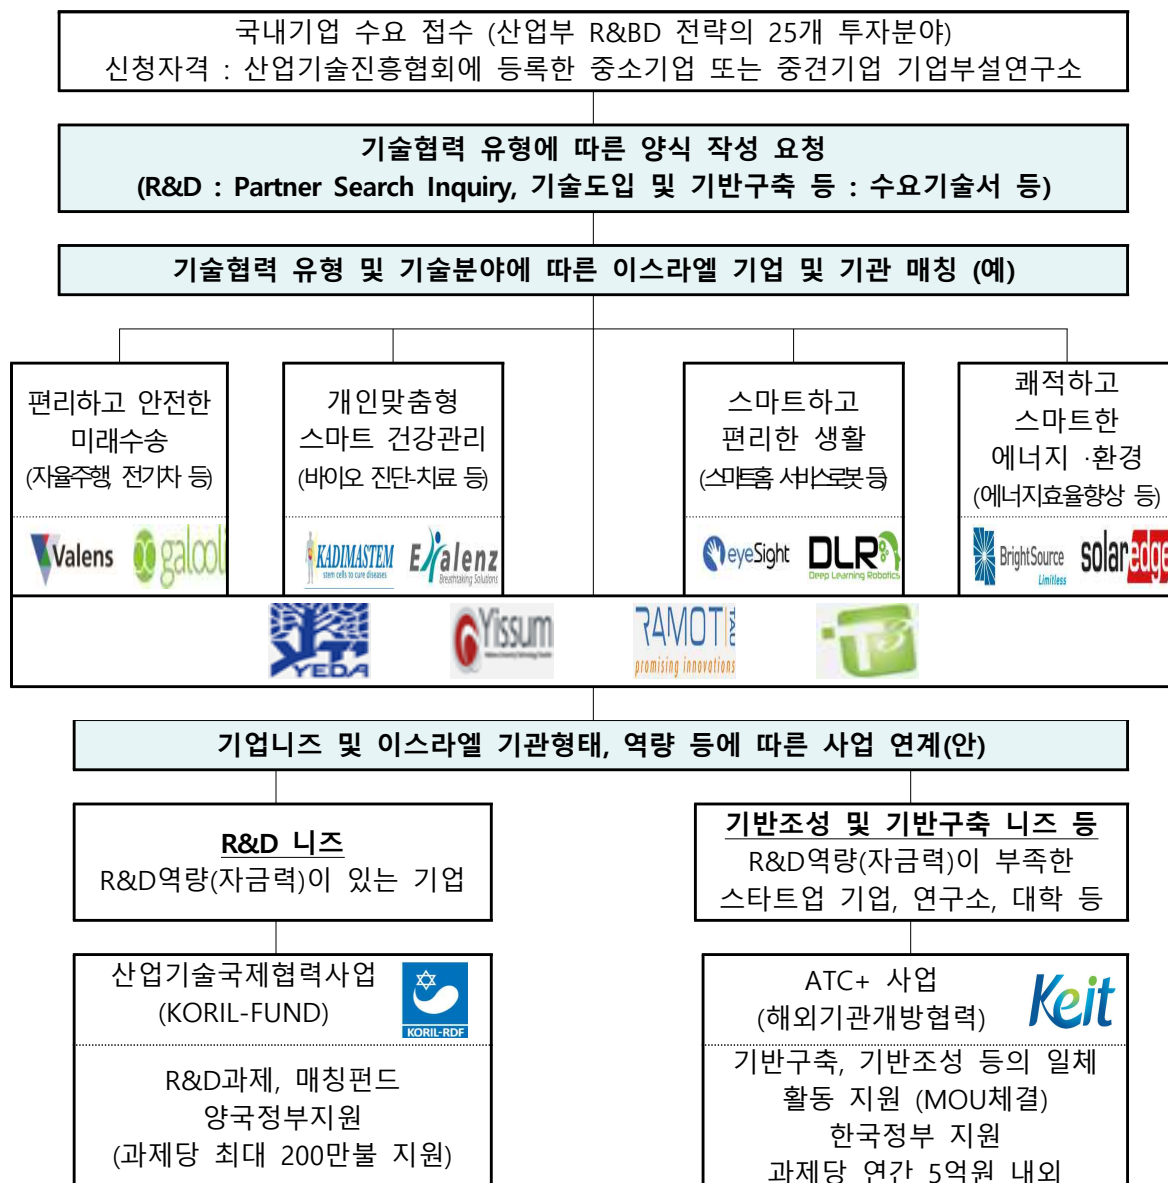 국내기업 수요 접수 (산업부 R&BD 전략의 25개 투자분야)
신청자격 : 산업기술진흥협회에 등록한 중소기업 또는 중견기업 기업부설연구소
기술협력 유형에 따른 양식 작성 요청
(R&D : Partner Search Inquiry, 기술도입 및 기반구축 등 : 수요기술서 등)
기술협력 유형 및 기술분야에 따른 이스라엘 기업 및 기관 매칭 (예)
편리하고 안전한
미래수송
(자율주행, 전기차 등)
Valens
galooli
개인맞춤형
스마트 건강관리
(바이오 진단·치료 등)
KADIMASTEM
stem cells to cure diseases
Exalenz
Breathtaking Solutions
스마트하고
편리한 생활
(스마트홈, 서비스로봇 등)
eyeSight
DLR
Deep Learning Robotics
쾌적하고
스마트한
에너지 ·환경
(에너지효율향상 등)
BrightSource
Limitless
solaredge
YEDA
Yissum
RAMOT
TAU
promising innovations
T3
기업니즈 및 이스라엘 기관형태, 역량 등에 따른 사업 연계(안)
R&D 니즈
R&D역량(자금력)이 있는 기업
산업기술국제협력사업
(KORIL-FUND)
KORIL-RDF
R&D과제, 매칭펀드
양국정부지원
(과제당 최대 200만불 지원)
기반조성 및 기반구축 니즈 등
R&D역량(자금력)이 부족한
스타트업 기업, 연구소, 대학 등
ATC+ 사업
(해외기관개방협력)
Keit
기반구축, 기반조성 등의 일체
활동 지원 (MOU체결)
한국정부 지원
과제당 연간 5억원 내외